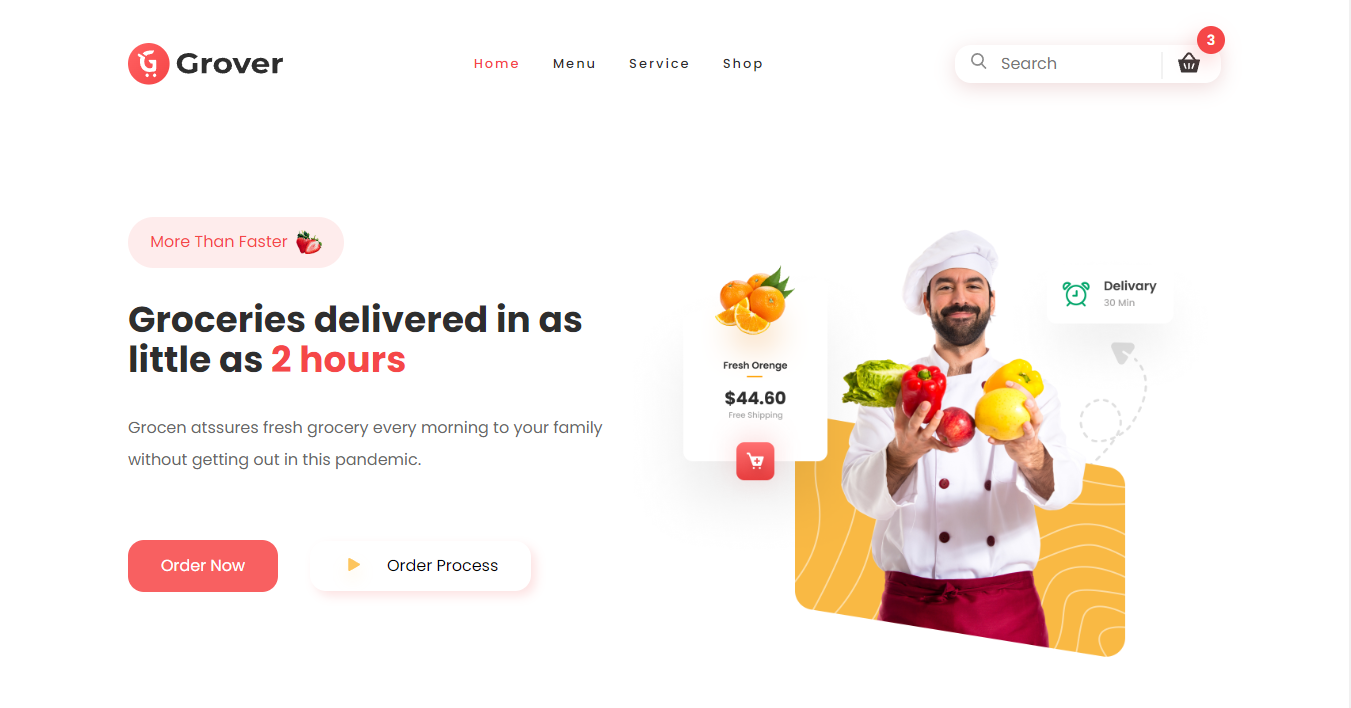 Grover
Home Menu Service Shop
Search
3
More Than Faster
Groceries delivered in as
little as 2 hours
Grocen atssures fresh grocery every morning to your family
without getting out in this pandemic.
Order Now
Order Process
Fresh Orenge
$44.60
Free Shipping
Delivary
30 Min